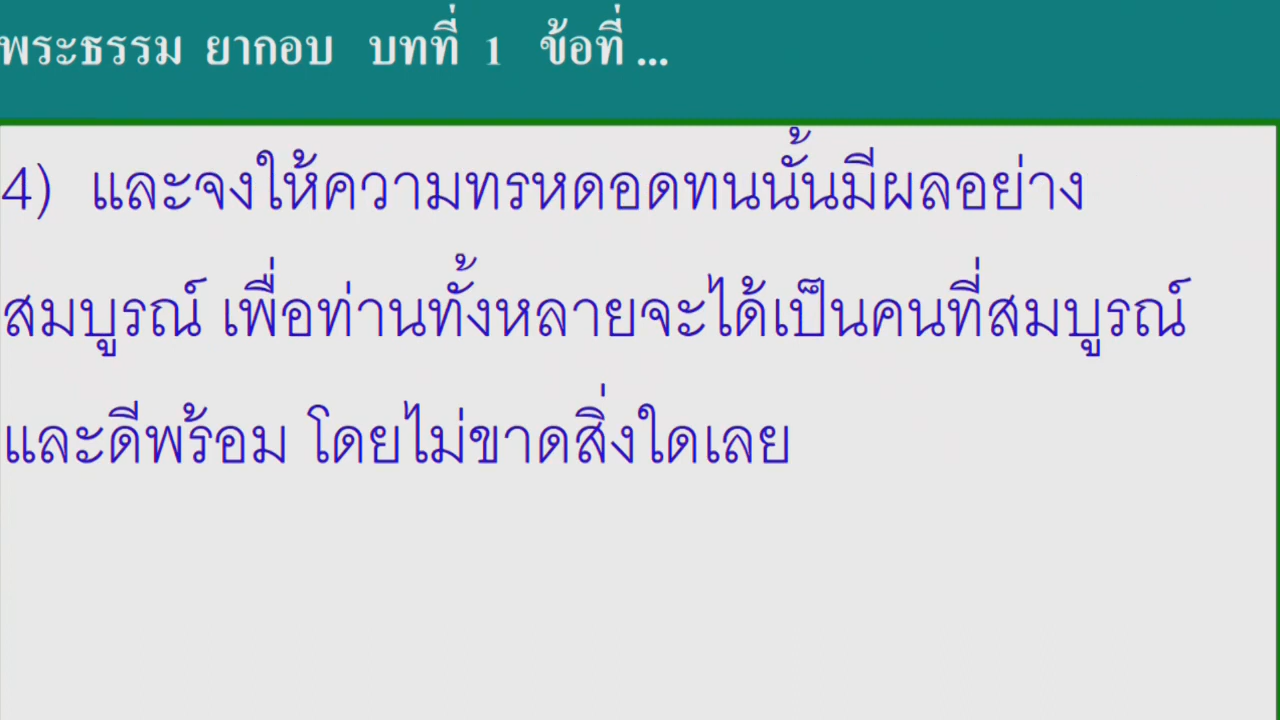 พระธรรม ยากอบ บทที่ 1 ข้อที่ ...
4) และจงให้ความทรหดอดทนนั้นมีผลอย่าง
สมบูรณ์ เพื่อท่านทั้งหลายจะได้เป็นคนที่สมบูรณ์
และดีพร้อม โดยไม่ขาดสิ่งใดเลย